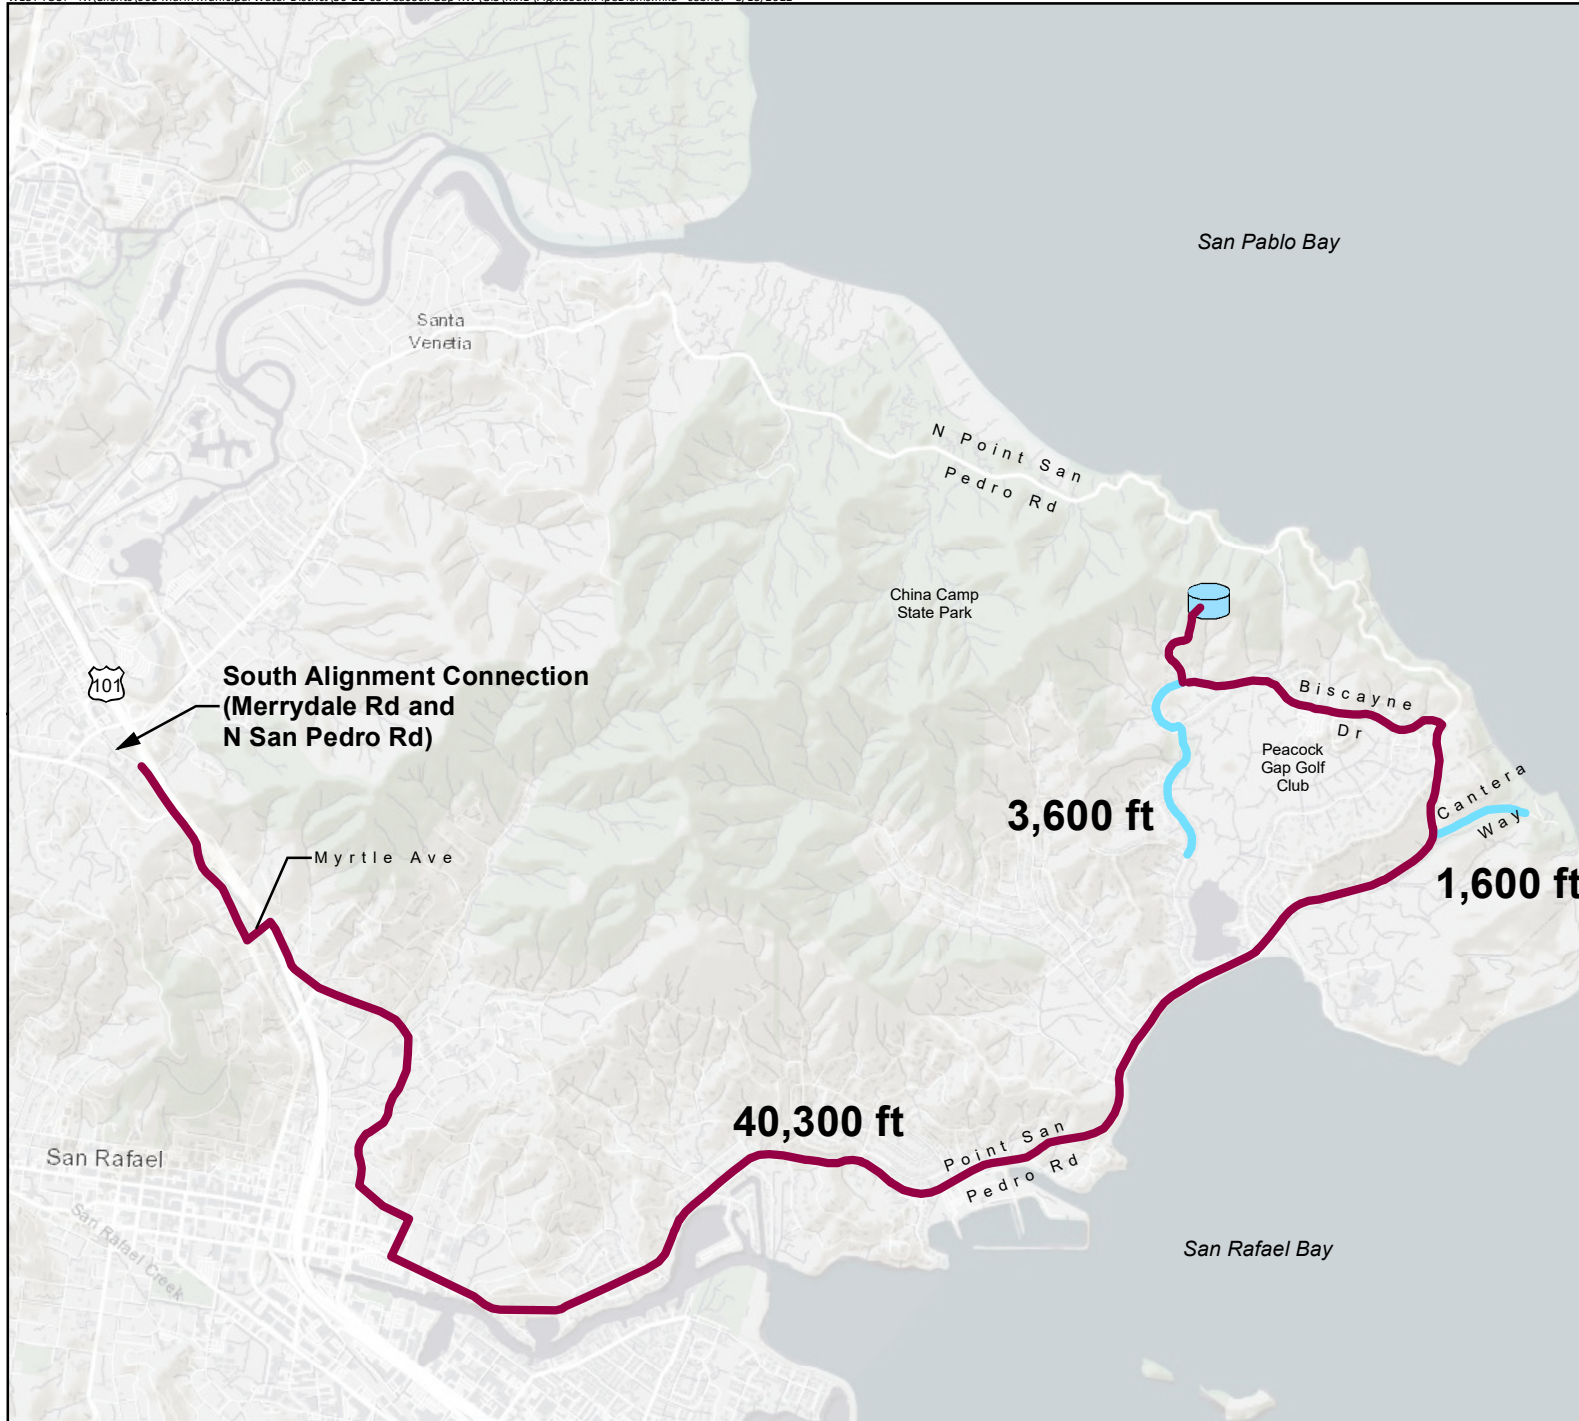 San Pablo Bay
Santa
Venetia
N Point San
Pedro Rd
China Camp
State Park
101
South Alignment Connection
(Merrydale Rd and
N San Pedro Rd)
Biscayne
Dr
Peacock
Gap Golf
Club
Cantera
Way
3,600 ft
1,600 ft
Myrtle Ave
40,300 ft
Point San
Pedro Rd
San Rafael
San Rafael Creek
San Rafael Bay